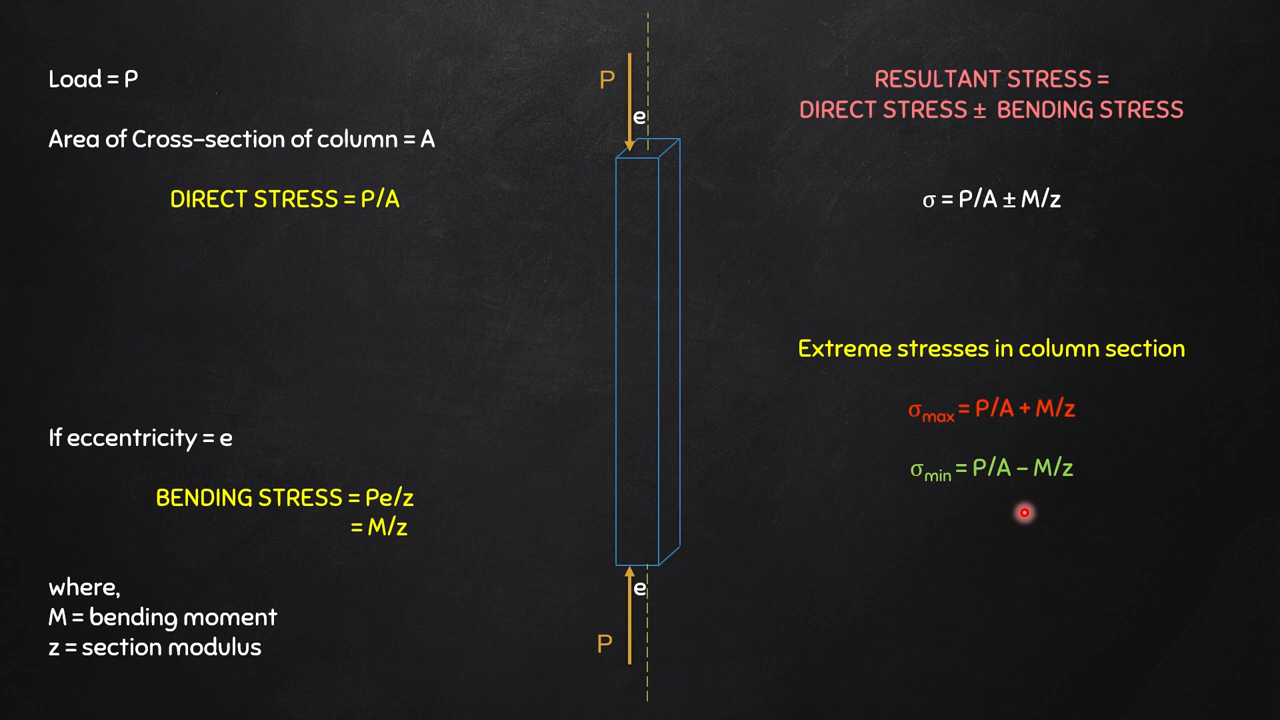 Load = P
Area of Cross-section of column = A
DIRECT STRESS = P/A
If eccentricity = e
BENDING STRESS = Pe/z
= M/z
where,
M = bending moment
z = section modulus
P
e
e
P
RESULTANT STRESS =
DIRECT STRESS ± BENDING STRESS
σ = P/A ± M/z
Extreme stresses in column section
σmax = P/A + M/z
σmin = P/A – M/z